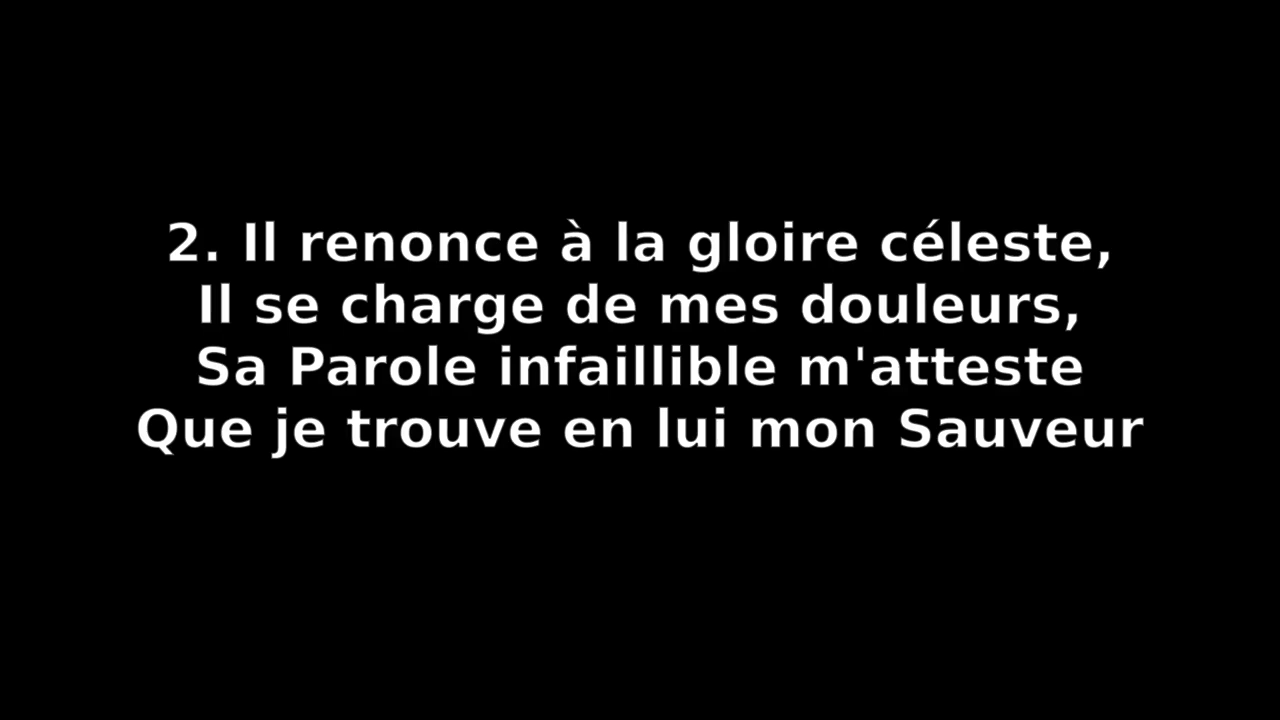 2. Il renonce à la gloire céleste,
Il se charge de mes douleurs,
Sa Parole infaillible m'atteste
Que je trouve en lui mon Sauveur